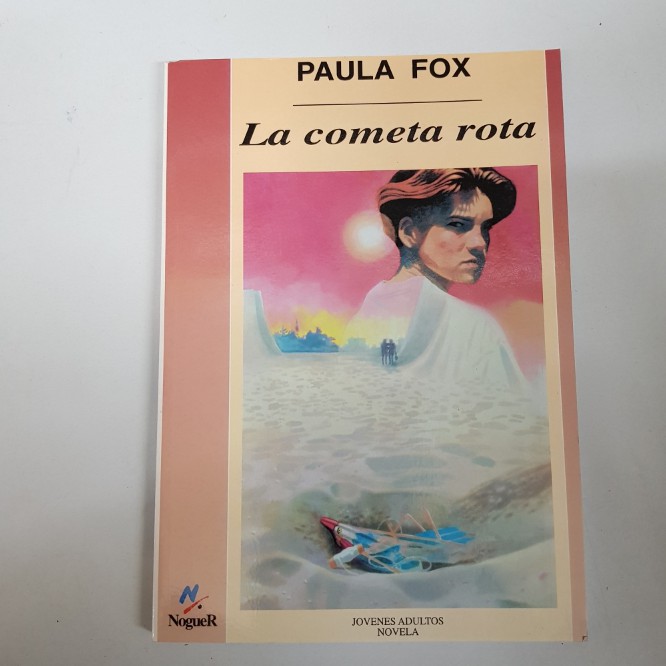 PAULA FOX
La cometa rota
NogueR
JOVENES ADULTOS
NOVELA